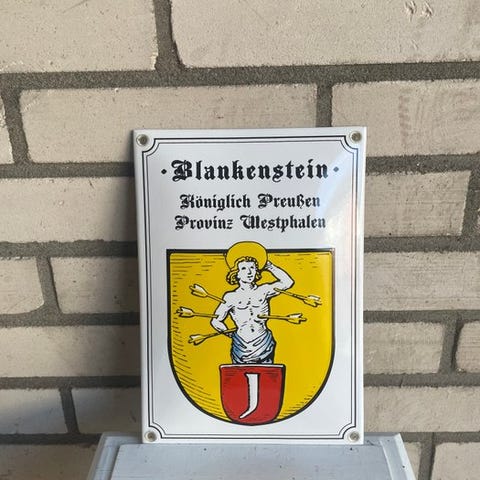 · Blankenstein ·
Königlich Preußen
Provinz Westphalen
J